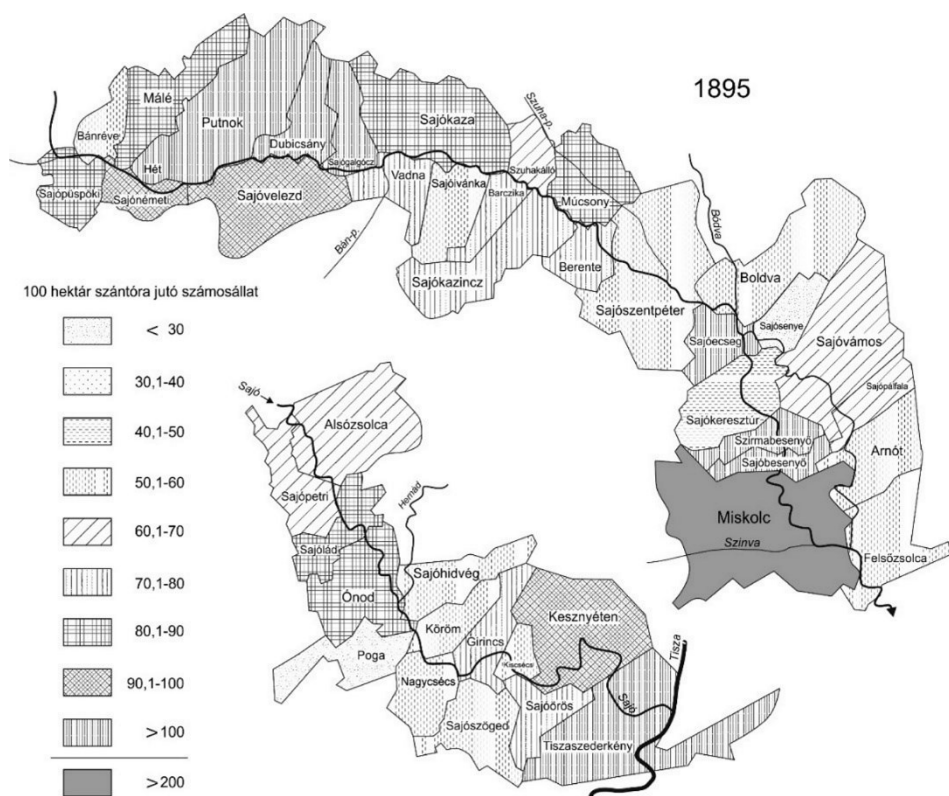 1895
Szuha-p.
Málé
Bánréve
Putnok
Sajókaza
Dubicsány
Hét
Sajógalgócz
Szuhakálló
Vadna
Sajóivánka
Barczika
Múcsony
Sajópüspöki
Sajónémeti
Sajóvelezd
Bán-p.
Bódva
Berente
Boldva
Sajókazincz
Sajószentpéter
Sajósenye
Sajóecseg
Sajóvámos
Sajópálfala
Sajókeresztúr
Szirmabesenyő
Arnót
Sajóbesenyő
Miskolc
Szinva
Felsőzsolca
100 hektár szántóra jutó számosállat
< 30
30,1-40
40,1-50
50,1-60
60,1-70
70,1-80
80,1-90
90,1-100
>100
>200
Sajó
Alsózsolca
Sajópetri
Hernád
Sajólád
Sajóhidvég
Ónod
Kesznyéten
Köröm
Girincs
Poga
Kiscsécs
Tisza
Nagycsécs
Sajó
Sajóörös
Sajószöged
Tiszaszederkény